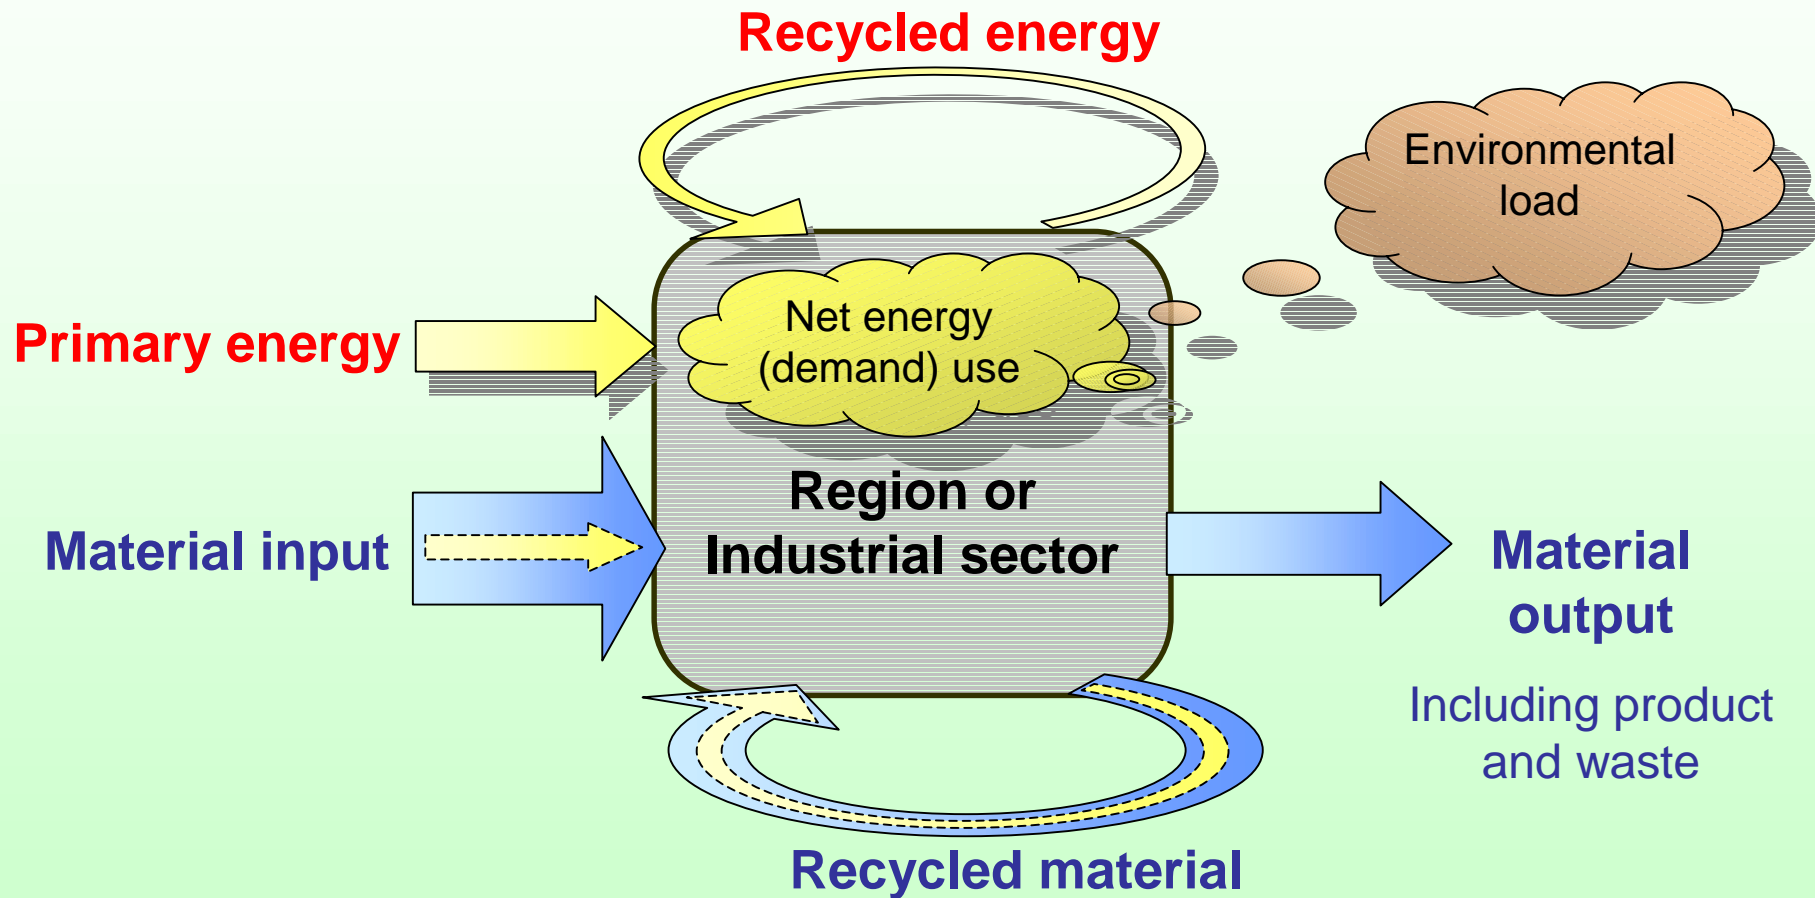 Recycled energy
Environmental
load
Net energy
(demand) use
Primary energy
Region or
Industrial sector
Material input
Material
output
Including product
and waste
Recycled material